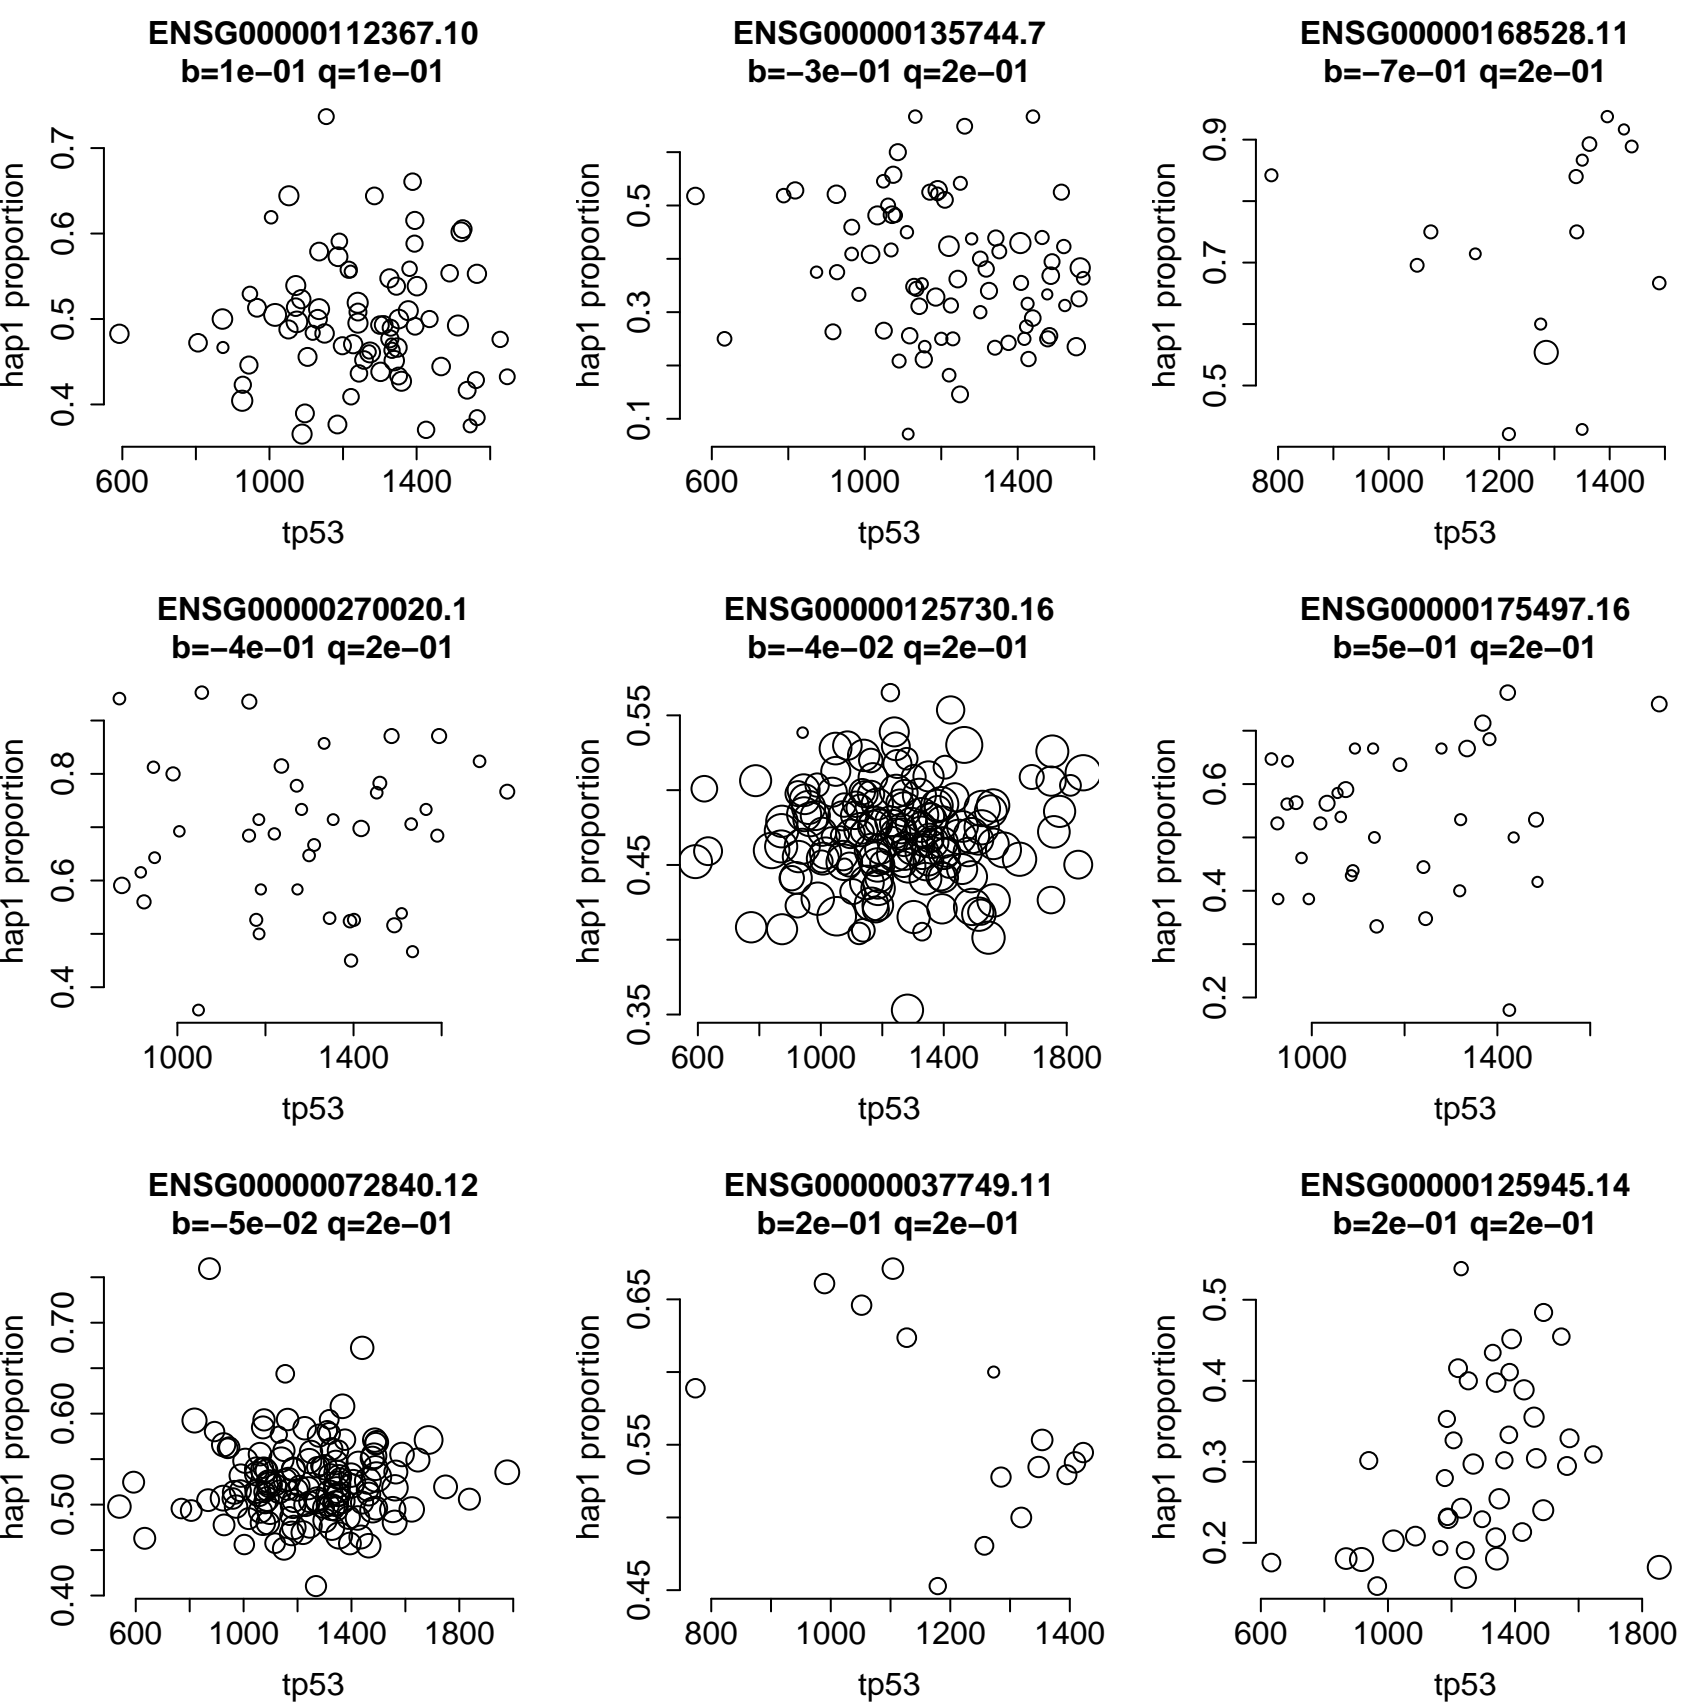 ENSG00000112367.10
b=1e−01 q=1e−01
hap1 proportion
0.4 0.5 0.6 0.7
600 1000 1400
tp53
ENSG00000135744.7
b=−3e−01 q=2e−01
hap1 proportion
0.1 0.3 0.5
600 1000 1400
tp53
ENSG00000168528.11
b=−7e−01 q=2e−01
hap1 proportion
0.5 0.7 0.9
800 1000 1200 1400
tp53
ENSG00000270020.1
b=−4e−01 q=2e−01
hap1 proportion
0.4 0.6 0.8
1000 1400
tp53
ENSG00000125730.16
b=−4e−02 q=2e−01
hap1 proportion
0.35 0.45 0.55
600 1000 1400 1800
tp53
ENSG00000175497.16
b=5e−01 q=2e−01
hap1 proportion
0.2 0.4 0.6
1000 1400
tp53
ENSG00000072840.12
b=−5e−02 q=2e−01
hap1 proportion
0.40 0.50 0.60 0.70
600 1000 1400 1800
tp53
ENSG00000037749.11
b=2e−01 q=2e−01
hap1 proportion
0.45 0.55 0.65
800 1000 1200 1400
tp53
ENSG00000125945.14
b=2e−01 q=2e−01
hap1 proportion
0.2 0.3 0.4 0.5
600 1000 1400 1800
tp53